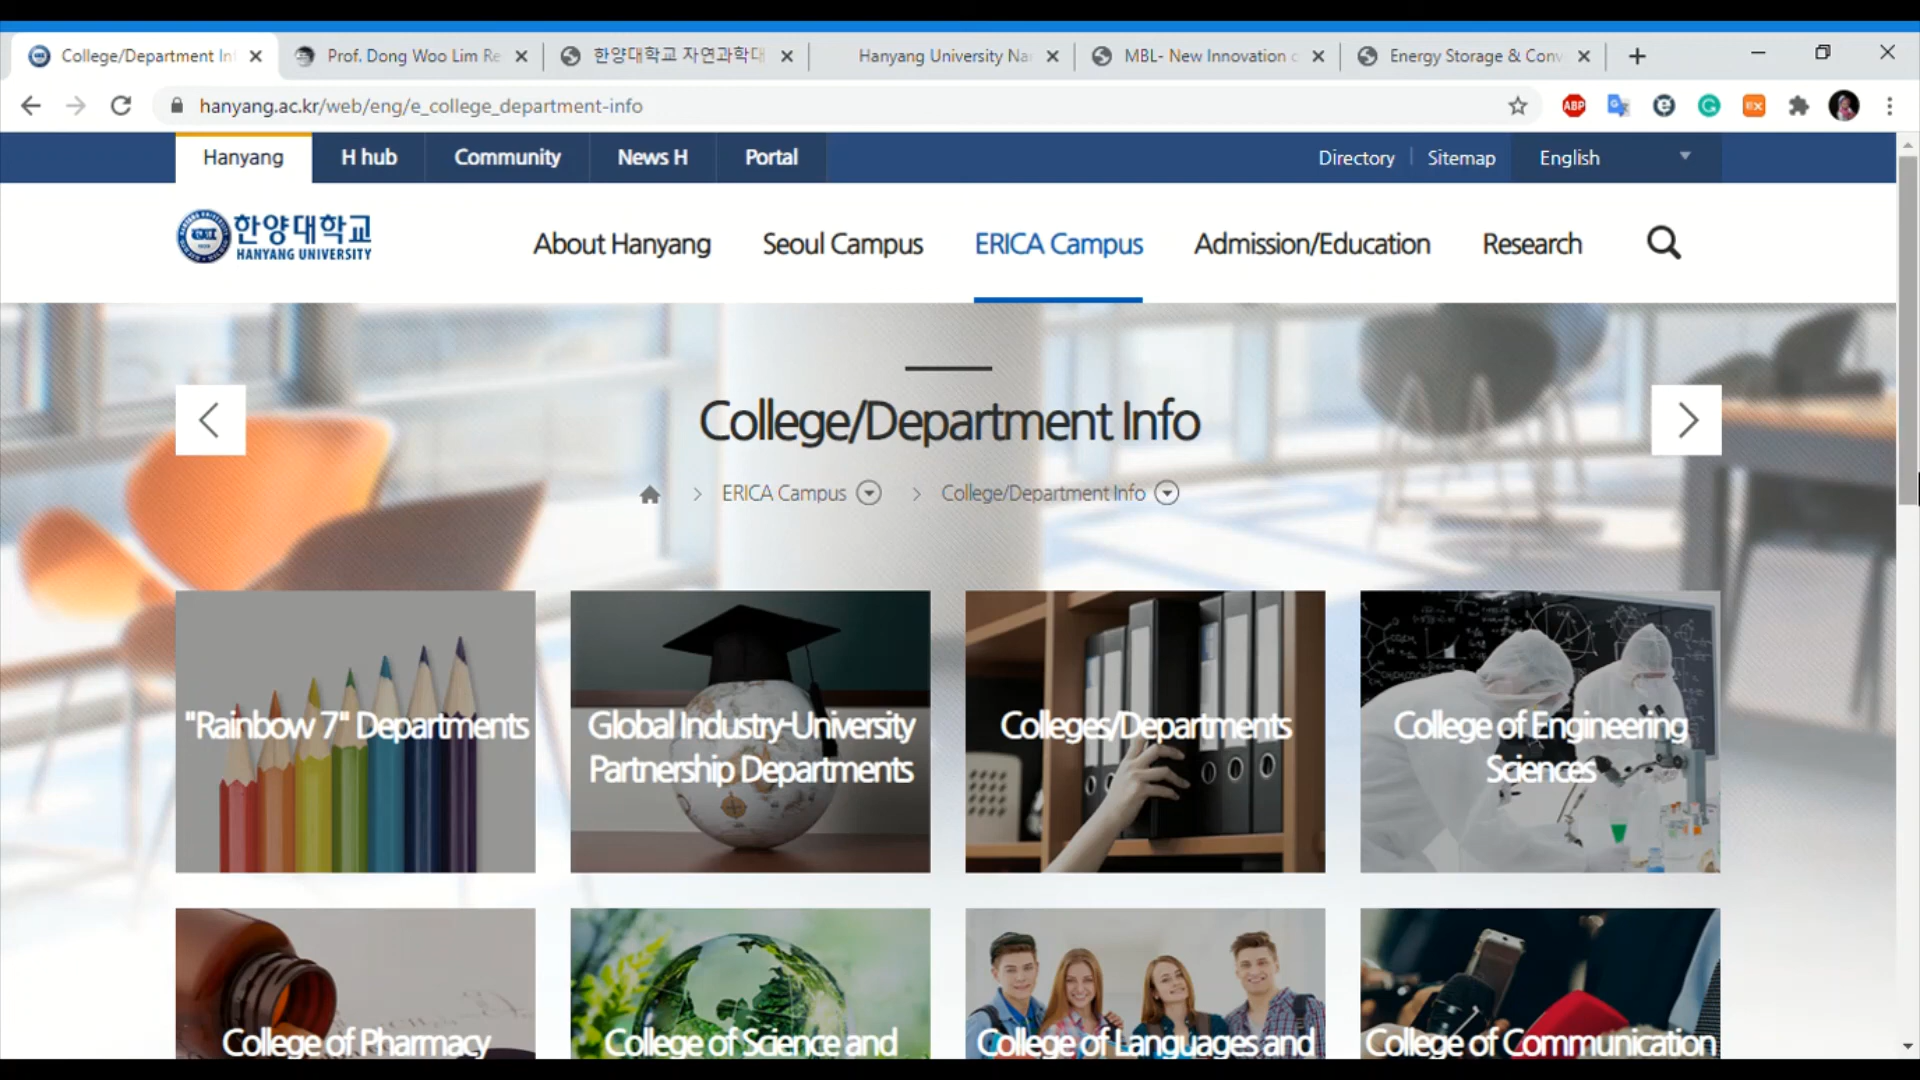 College/Department In
Prof. Dong Woo Lim Re
한양대학교 자연과학대
Hanyang University Na
MBL- New Innovation
Energy Storage & Conv
hanyang.ac.kr/web/eng/e_college_department-info
ABP
Hanyang
H hub
Community
News H
Portal
Directory
Sitemap
English
한양대학교
HANYANG UNIVERSITY
About Hanyang
Seoul Campus
ERICA Campus
Admission/Education
Research
College/Department Info
ERICA Campus
College/Department Info
"Rainbow 7" Departments
Global Industry-University
Partnership Departments
Colleges/Departments
College of Engineering
Sciences
College of Pharmacy
College of Science and
College of Languages and
College of Communication